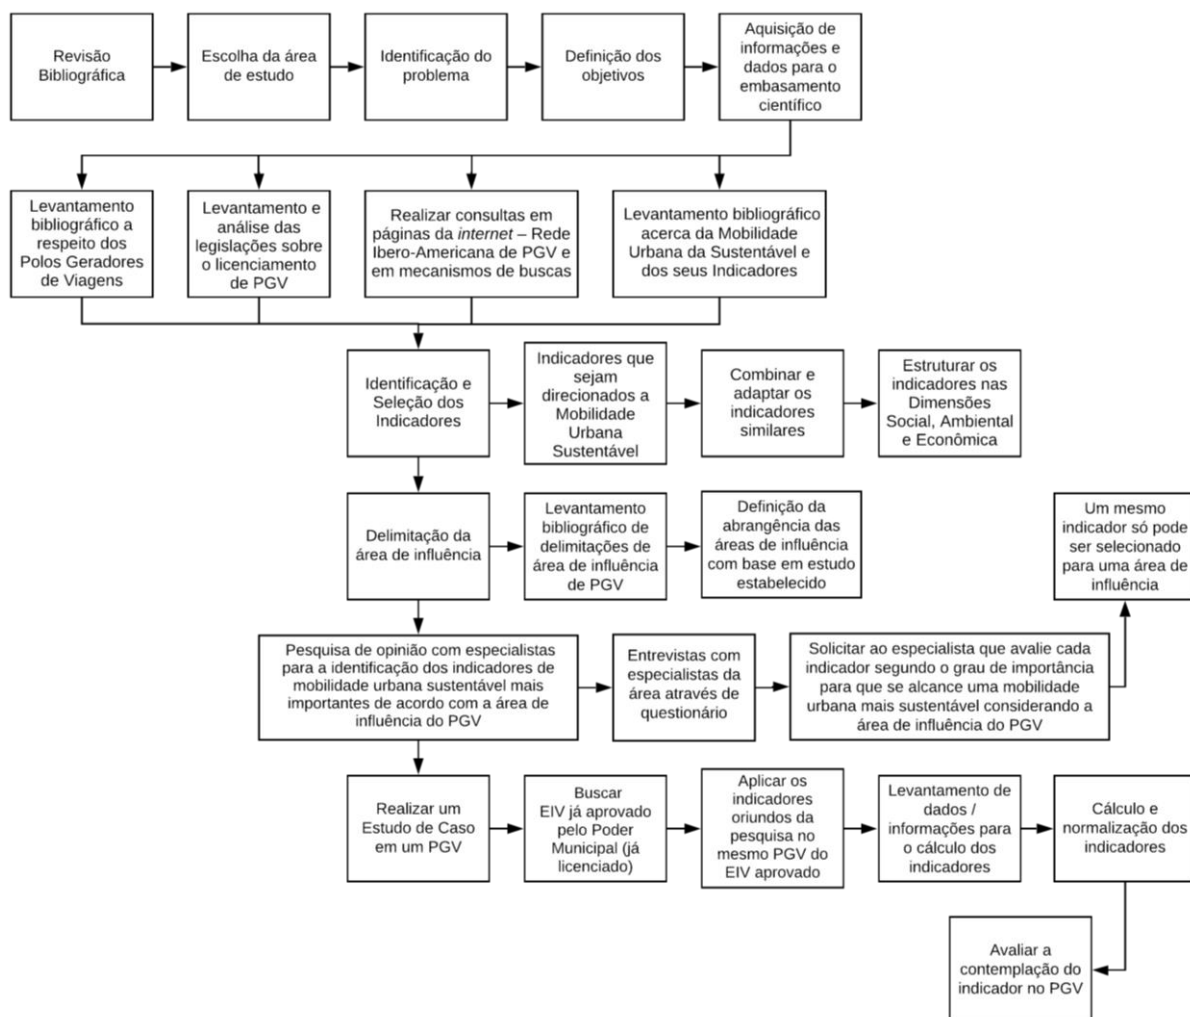 Revisão
Bibliográfica
Escolha da área
de estudo
Identificação do
problema
Definição dos
objetivos
Aquisição de
informações e
dados para o
embasamento
científico
Levantamento
bibliográfico a
respeito dos
Polos Geradores
de Viagens
Levantamento e
análise das
legislações sobre
o licenciamento
de PGV
Realizar consultas em
páginas da internet – Rede
Ibero-Americana de PGV e
em mecanismos de buscas
Levantamento bibliográfico
acerca da Mobilidade
Urbana da Sustentável e
dos seus Indicadores
Identificação e
Seleção dos
Indicadores
Indicadores que
sejam
direcionados a
Mobilidade
Urbana
Sustentável
Combinar e
adaptar os
indicadores
similares
Estruturar os
indicadores nas
Dimensões
Social, Ambiental
e Econômica
Delimitação da
área de influência
Levantamento
bibliográfico de
delimitações de
área de influência
de PGV
Definição da
abrangência das
áreas de influência
com base em estudo
estabelecido
Um mesmo
indicador só pode
ser selecionado
para uma área de
influência
Pesquisa de opinião com especialistas
para a identificação dos indicadores de
mobilidade urbana sustentável mais
importantes de acordo com a área de
influência do PGV
Entrevistas com
especialistas da
área através de
questionário
Solicitar ao especialista que avalie cada
indicador segundo o grau de importância
para que se alcance uma mobilidade
urbana mais sustentável considerando a
área de influência do PGV
Realizar um
Estudo de Caso
em um PGV
Buscar
EIV já aprovado
pelo Poder
Municipal (já
licenciado)
Aplicar os
indicadores
oriundos da
pesquisa no
mesmo PGV do
EIV aprovado
Levantamento de
dados /
informações para
o cálculo dos
indicadores
Cálculo e
normalização dos
indicadores
Avaliar a
contemplação do
indicador no PGV